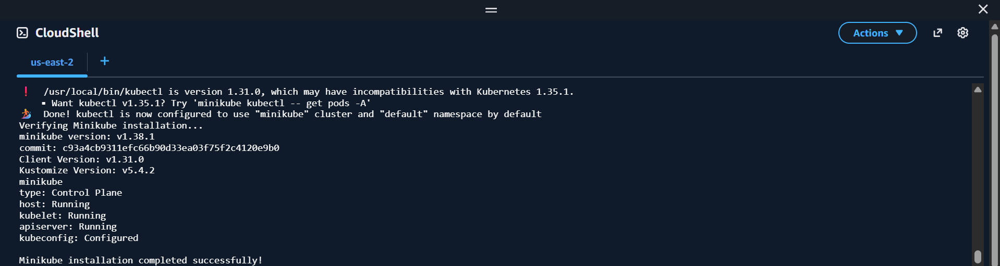 CloudShell
Actions
us-east-2
+
❗ /usr/local/bin/kubectl is version 1.31.0, which may have incompatibilities with Kubernetes 1.35.1.
▪ Want kubectl v1.35.1? Try 'minikube kubectl -- get pods -A'
🏄 Done! kubectl is now configured to use "minikube" cluster and "default" namespace by default
Verifying Minikube installation...
minikube version: v1.38.1
commit: c93a4cb9311efc66b90d33ea03f75f2c4120e9b0
Client Version: v1.31.0
Kustomize Version: v5.4.2
minikube
type: Control Plane
host: Running
kubelet: Running
apiserver: Running
kubeconfig: Configured
Minikube installation completed successfully!